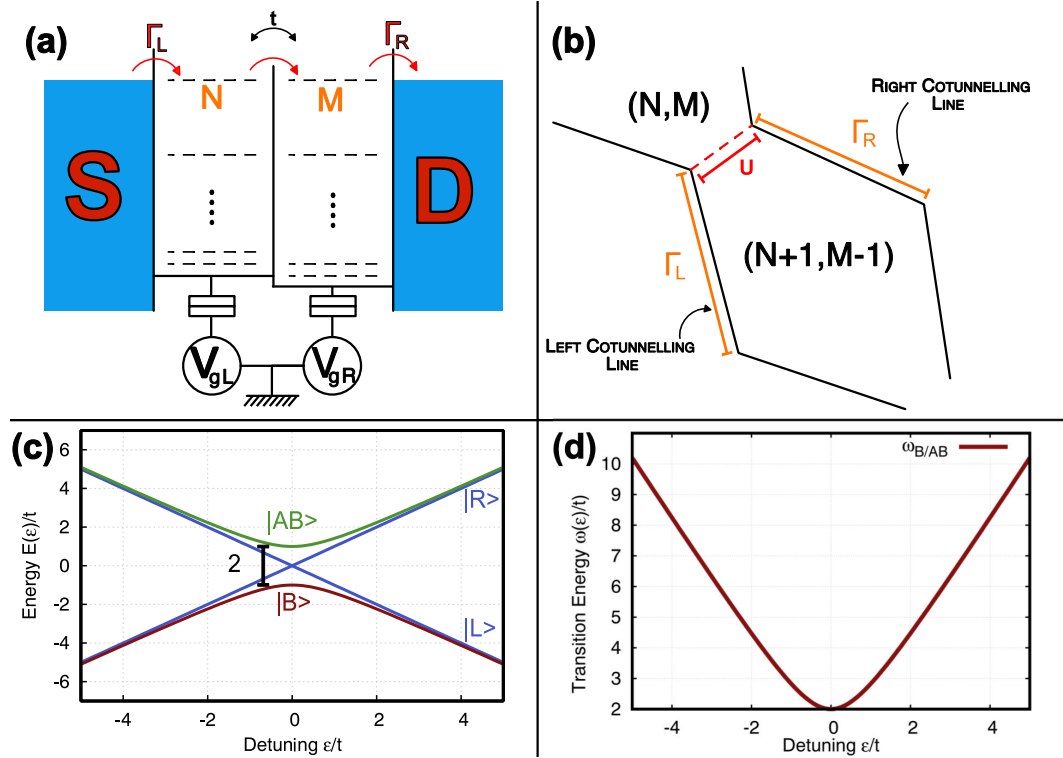 (a)
Γ_L
t
Γ_R
N
M
S
D
V_gL
V_gR
(b)
(N,M)
RIGHT COTUNNELLING
LINE
Γ_R
U
(N+1,M-1)
Γ_L
LEFT COTUNNELLING
LINE
(c)
Energy E(ε)/t
6
4
2
0
-2
-4
-6
|AB>
|R>
2
|B>
|L>
-4
-2
0
2
4
Detuning ε/t
(d)
Transition Energy ω(ε)/t)
10
9
8
7
6
5
4
3
2
ω_B/AB
-4
-2
0
2
4
Detuning ε/t